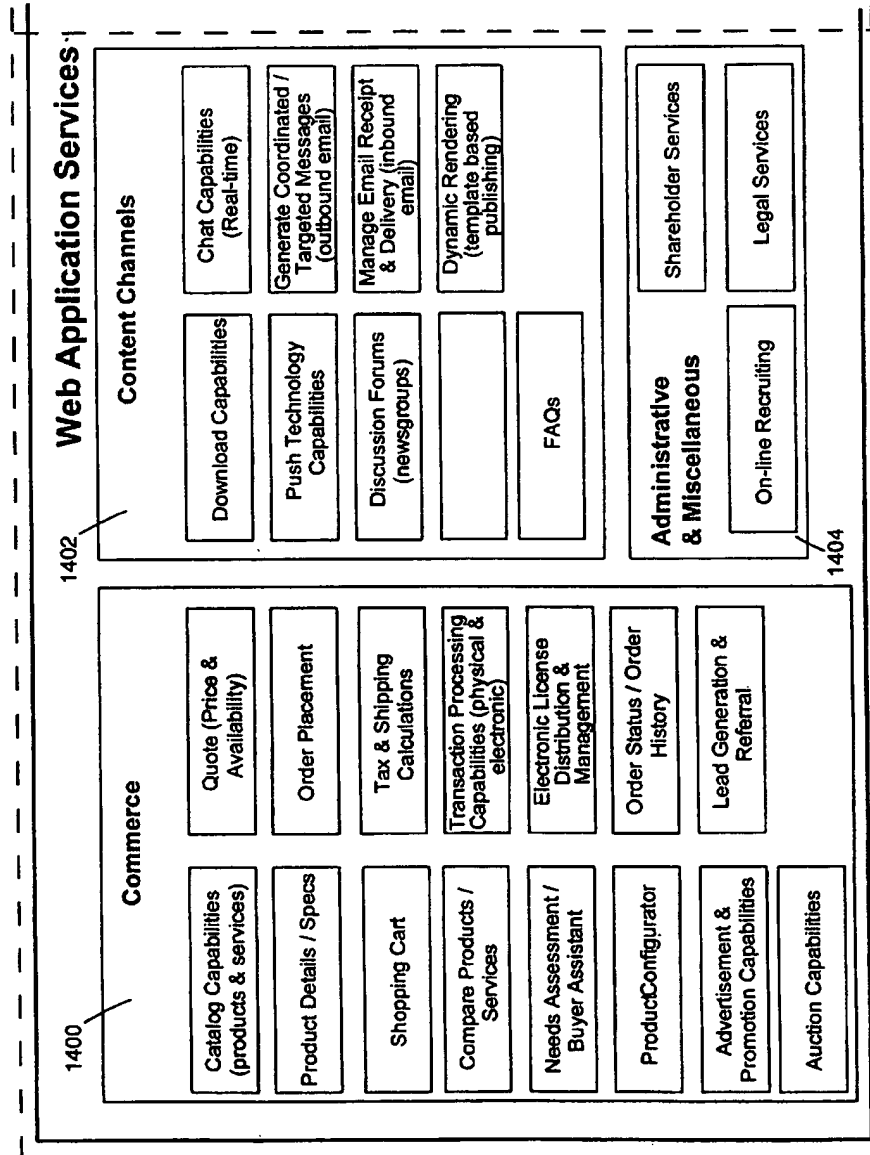 Web Application Services
1400
Commerce
Catalog Capabilities
(products & services)
Product Details / Specs
Shopping Cart
Compare Products /
Services
Needs Assessment /
Buyer Assistant
ProductConfigurator
Advertisement &
Promotion Capabilities
Auction Capabilities
Quote (Price &
Availability)
Order Placement
Tax & Shipping
Calculations
Transaction Processing
Capabilities (physical &
electronic)
Electronic License
Distribution &
Management
Order Status / Order
History
Lead Generation &
Referral
1402
Content Channels
Download Capabilities
Push Technology
Capabilities
Discussion Forums
(newsgroups)
FAQs
Chat Capabilities
(Real-time)
Generate Coordinated /
Targeted Messages
(outbound email)
Manage Email Receipt
& Delivery (inbound
email)
Dynamic Rendering
(template based
publishing)
Administrative
& Miscellaneous
On-line Recruiting
Shareholder Services
Legal Services
1404